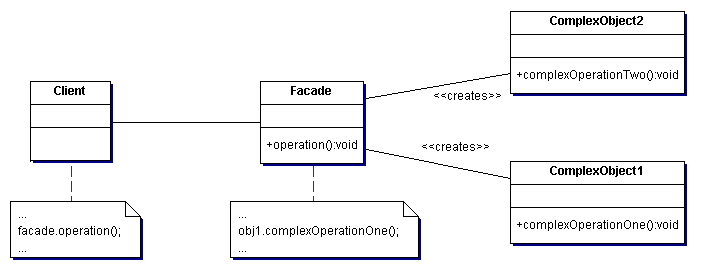 ComplexObject2
+complexOperationTwo():void
<<creates>>
Client
Facade
+operation():void
<<creates>>
ComplexObject1
+complexOperationOne():void
...
facade.operation();
...
...
obj1.complexOperationOne();
...